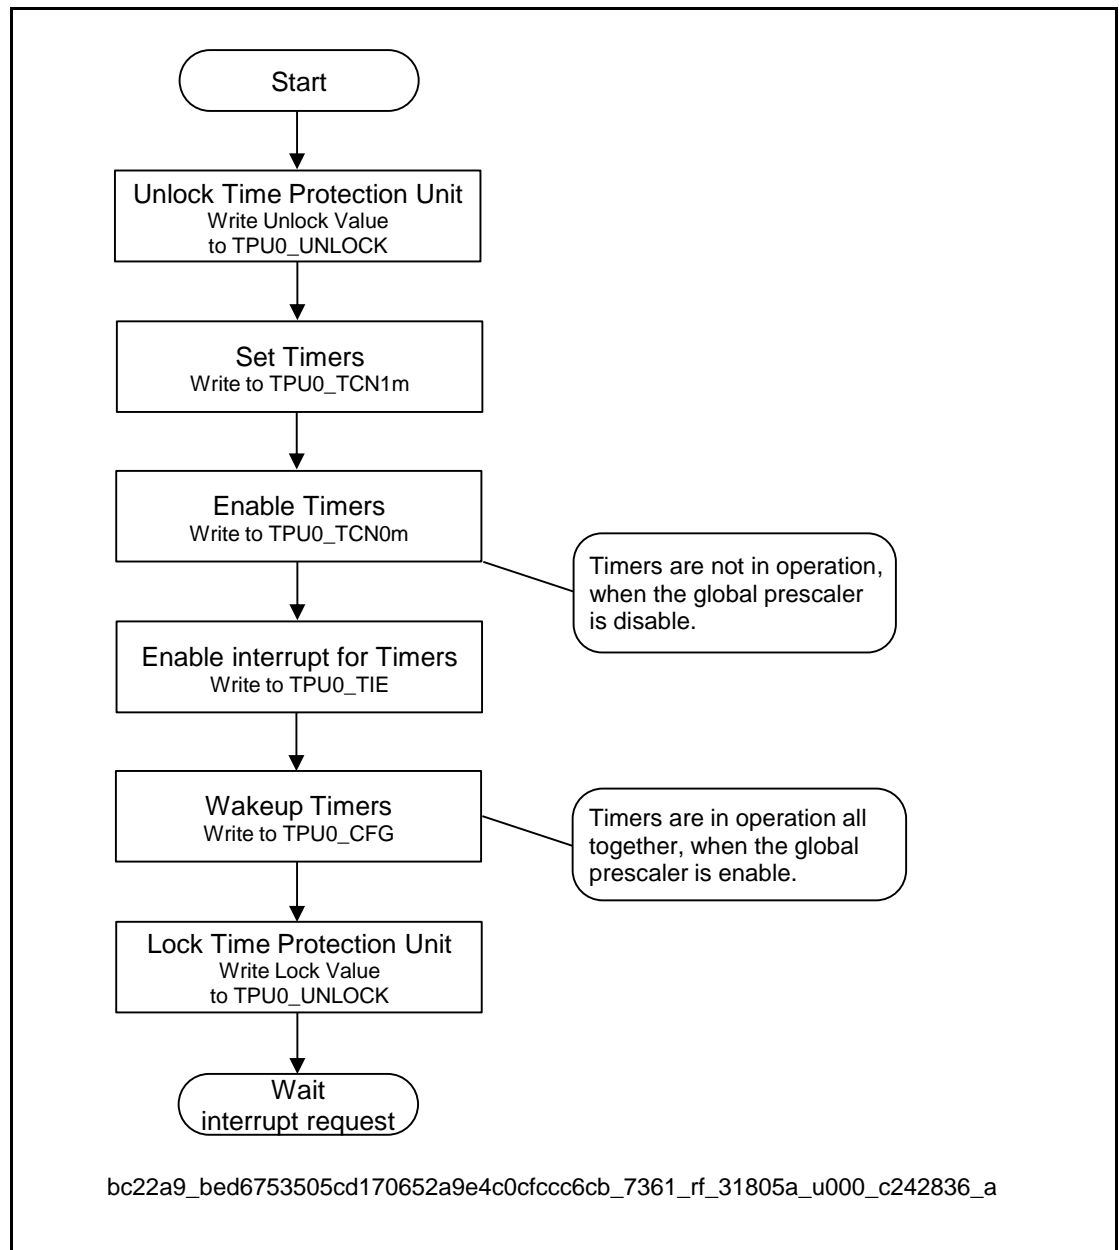 Start
Unlock Time Protection Unit
Write Unlock Value
to TPU0_UNLOCK
Set Timers
Write to TPU0_TCN1m
Enable Timers
Write to TPU0_TCN0m
Timers are not in operation,
when the global prescaler
is disable.
Enable interrupt for Timers
Write to TPU0_TIE
Wakeup Timers
Write to TPU0_CFG
Timers are in operation all
together, when the global
prescaler is enable.
Lock Time Protection Unit
Write Lock Value
to TPU0_UNLOCK
Wait
interrupt request
bc22a9_bed6753505cd170652a9e4c0cfccc6cb_7361_rf_31805a_u000_c242836_a